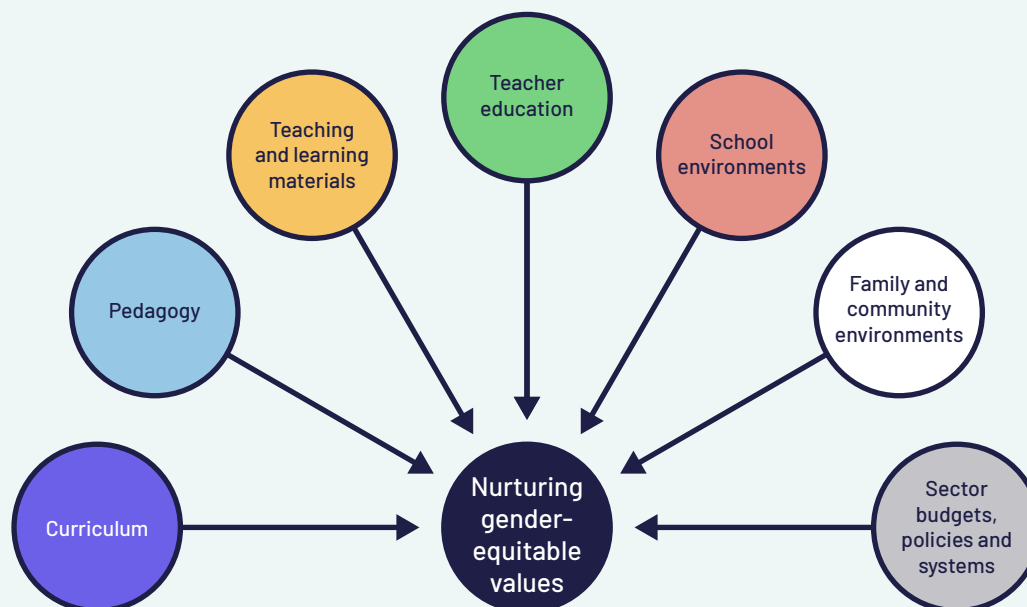 Teacher
education
Teaching
and learning
materials
School
environments
Pedagogy
Family and
community
environments
Curriculum
Nurturing
gender-
equitable
values
Sector
budgets,
policies and
systems